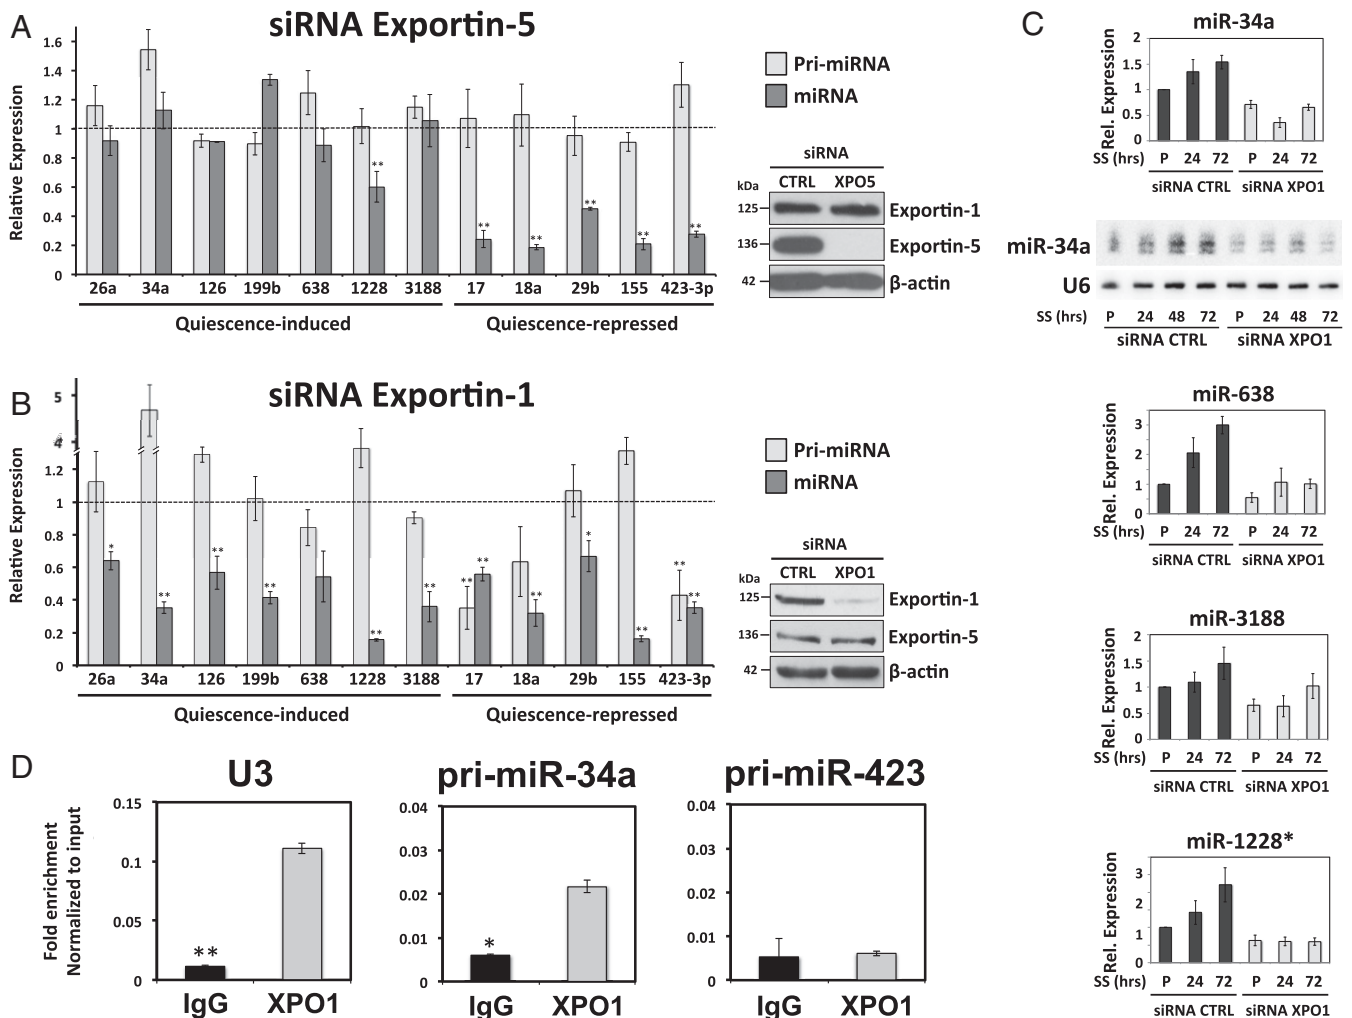 A
siRNA Exportin-5
Relative Expression
1.6
1.4
1.2
1
0.8
0.6
0.4
0.2
0
** ** ** ** ** **
26a 34a 126 199b 638 1228 3188 17 18a 29b 155 423-3p
Quiescence-induced Quiescence-repressed
Pri-miRNA
miRNA
siRNA
kDa CTRL XPO5
125 Exportin-1
136 Exportin-5
42 β-actin
B
siRNA Exportin-1
Relative Expression
5
4
1.2
1
0.8
0.6
0.4
0.2
0
* ** ** ** ** ** ** ** ** * ** ** **
26a 34a 126 199b 638 1228 3188 17 18a 29b 155 423-3p
Quiescence-induced Quiescence-repressed
Pri-miRNA
miRNA
siRNA
kDa CTRL XPO1
125 Exportin-1
136 Exportin-5
42 β-actin
C
miR-34a
Rel. Expression
2
1.5
1
0.5
0
SS (hrs) P 24 72 P 24 72
siRNA CTRL siRNA XPO1
miR-34a
U6
SS (hrs) P 24 48 72 P 24 48 72
siRNA CTRL siRNA XPO1
miR-638
Rel. Expression
3
2
1
0
SS (hrs) P 24 72 P 24 72
siRNA CTRL siRNA XPO1
miR-3188
Rel. Expression
2
1.5
1
0.5
0
SS (hrs) P 24 72 P 24 72
siRNA CTRL siRNA XPO1
miR-1228*
Rel. Expression
3
2
1
0
SS (hrs) P 24 72 P 24 72
siRNA CTRL siRNA XPO1
D
Fold enrichment
Normalized to input
U3
0.15
0.1
0.05
0
**
IgG XPO1
pri-miR-34a
0.04
0.03
0.02
0.01
0
*
IgG XPO1
pri-miR-423
0.04
0.03
0.02
0.01
0
IgG XPO1